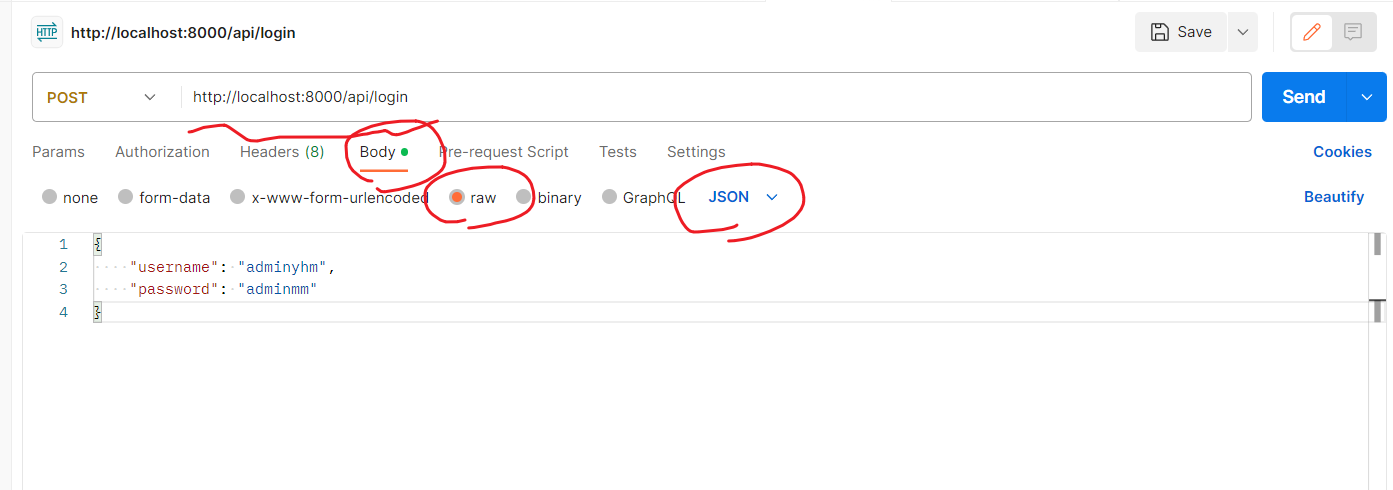 HTTP http://localhost:8000/api/login Save
POST http://localhost:8000/api/login Send
Params Authorization Headers (8) Body Pre-request Script Tests Settings Cookies
none form-data x-www-form-urlencoded raw binary GraphQL JSON Beautify
1 {
2 "username": "adminyhm",
3 "password": "adminmm"
4 }